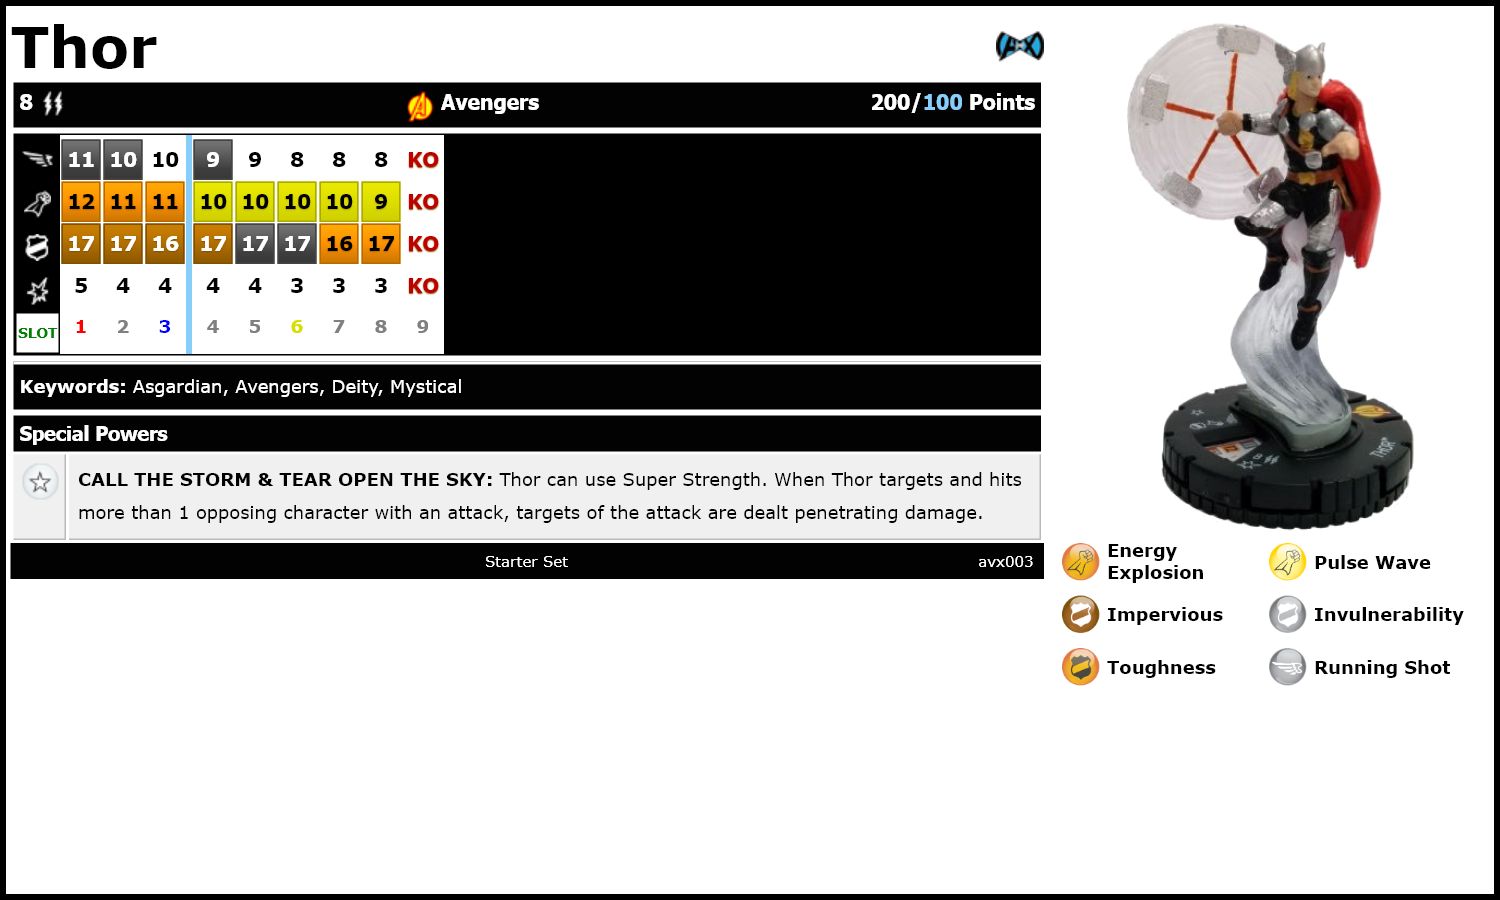 Thor
AVX
8 Avengers 200/100 Points
11 10 10 9 9 8 8 8 KO
12 11 11 10 10 10 10 9 KO
17 17 16 17 17 17 16 17 KO
5 4 4 4 4 3 3 3 KO
SLOT 1 2 3 4 5 6 7 8 9
Keywords: Asgardian, Avengers, Deity, Mystical
Special Powers
CALL THE STORM & TEAR OPEN THE SKY: Thor can use Super Strength. When Thor targets and hits
more than 1 opposing character with an attack, targets of the attack are dealt penetrating damage.
Starter Set avx003
THOR
8
Energy
Explosion
Pulse Wave
Impervious
Invulnerability
Toughness
Running Shot